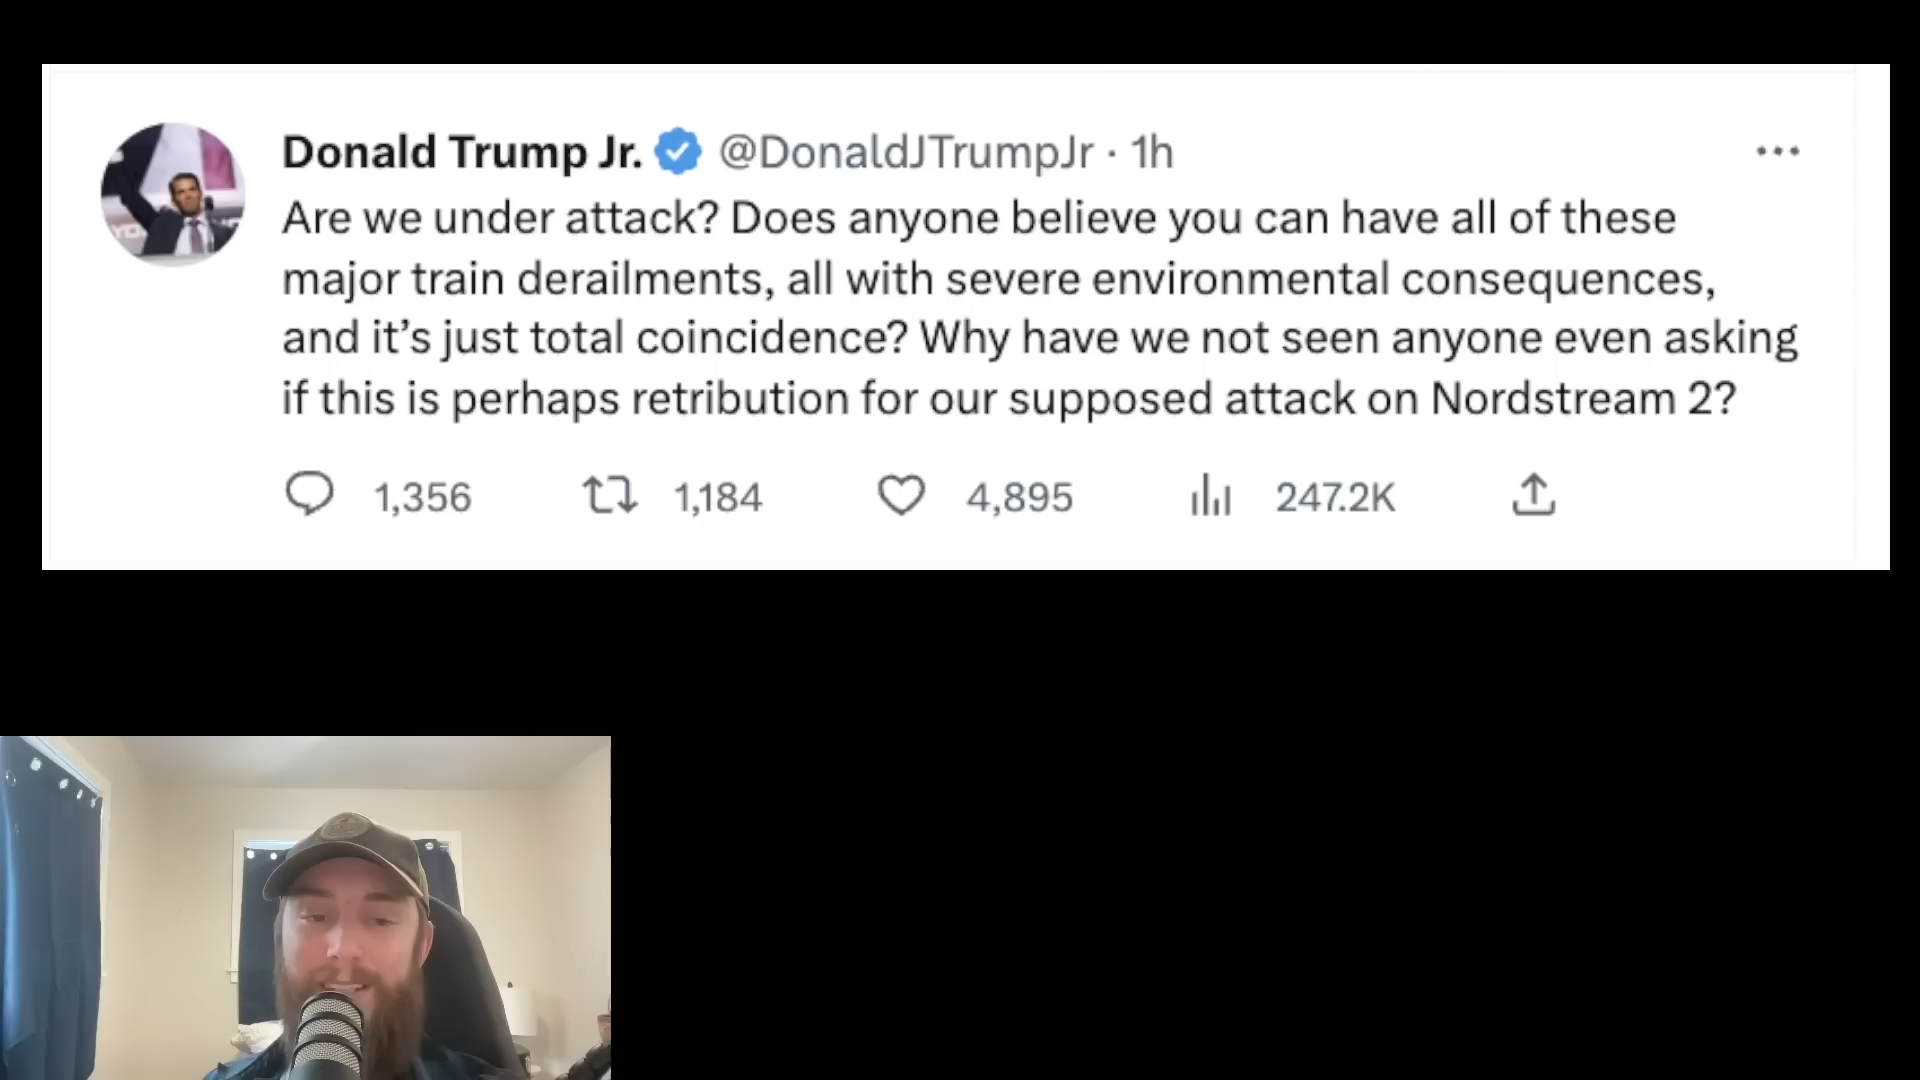 Donald Trump Jr. @DonaldJTrumpJr · 1h
Are we under attack? Does anyone believe you can have all of these
major train derailments, all with severe environmental consequences,
and it’s just total coincidence? Why have we not seen anyone even asking
if this is perhaps retribution for our supposed attack on Nordstream 2?
1,356 1,184 4,895 247.2K